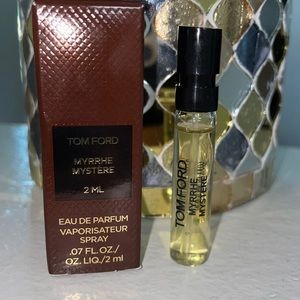 TOM FORD
MYRRHE
MYSTÈRE
2 ML
EAU DE PARFUM
VAPORISATEUR
SPRAY
.07 FL.OZ./
OZ. LIQ./2 ml
TOM FORD
MYRRHE
MYSTÈRE